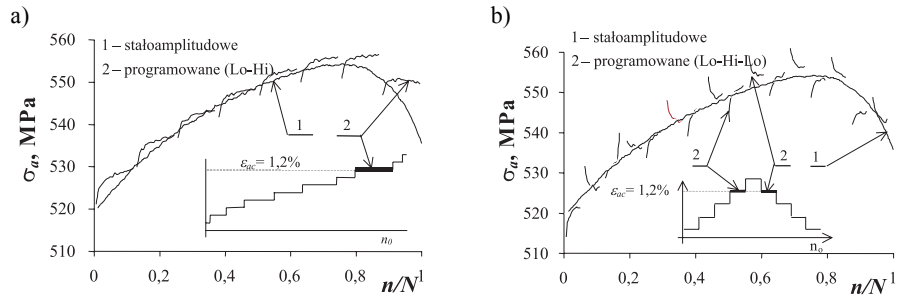 a)
560
1 – stałoamplitudowe
2 – programowane (Lo-Hi)
550
540
530
520
510
σa, MPa
1
2
εac= 1,2%
n0
0
0,2
0,4
0,6
0,8
1
n/N
b)
560
1 – stałoamplitudowe
2 – programowane (Lo-Hi-Lo)
550
540
530
520
510
σa, MPa
2
2
1
εac= 1,2%
no
0
0,2
0,4
0,6
0,8
1
n/N